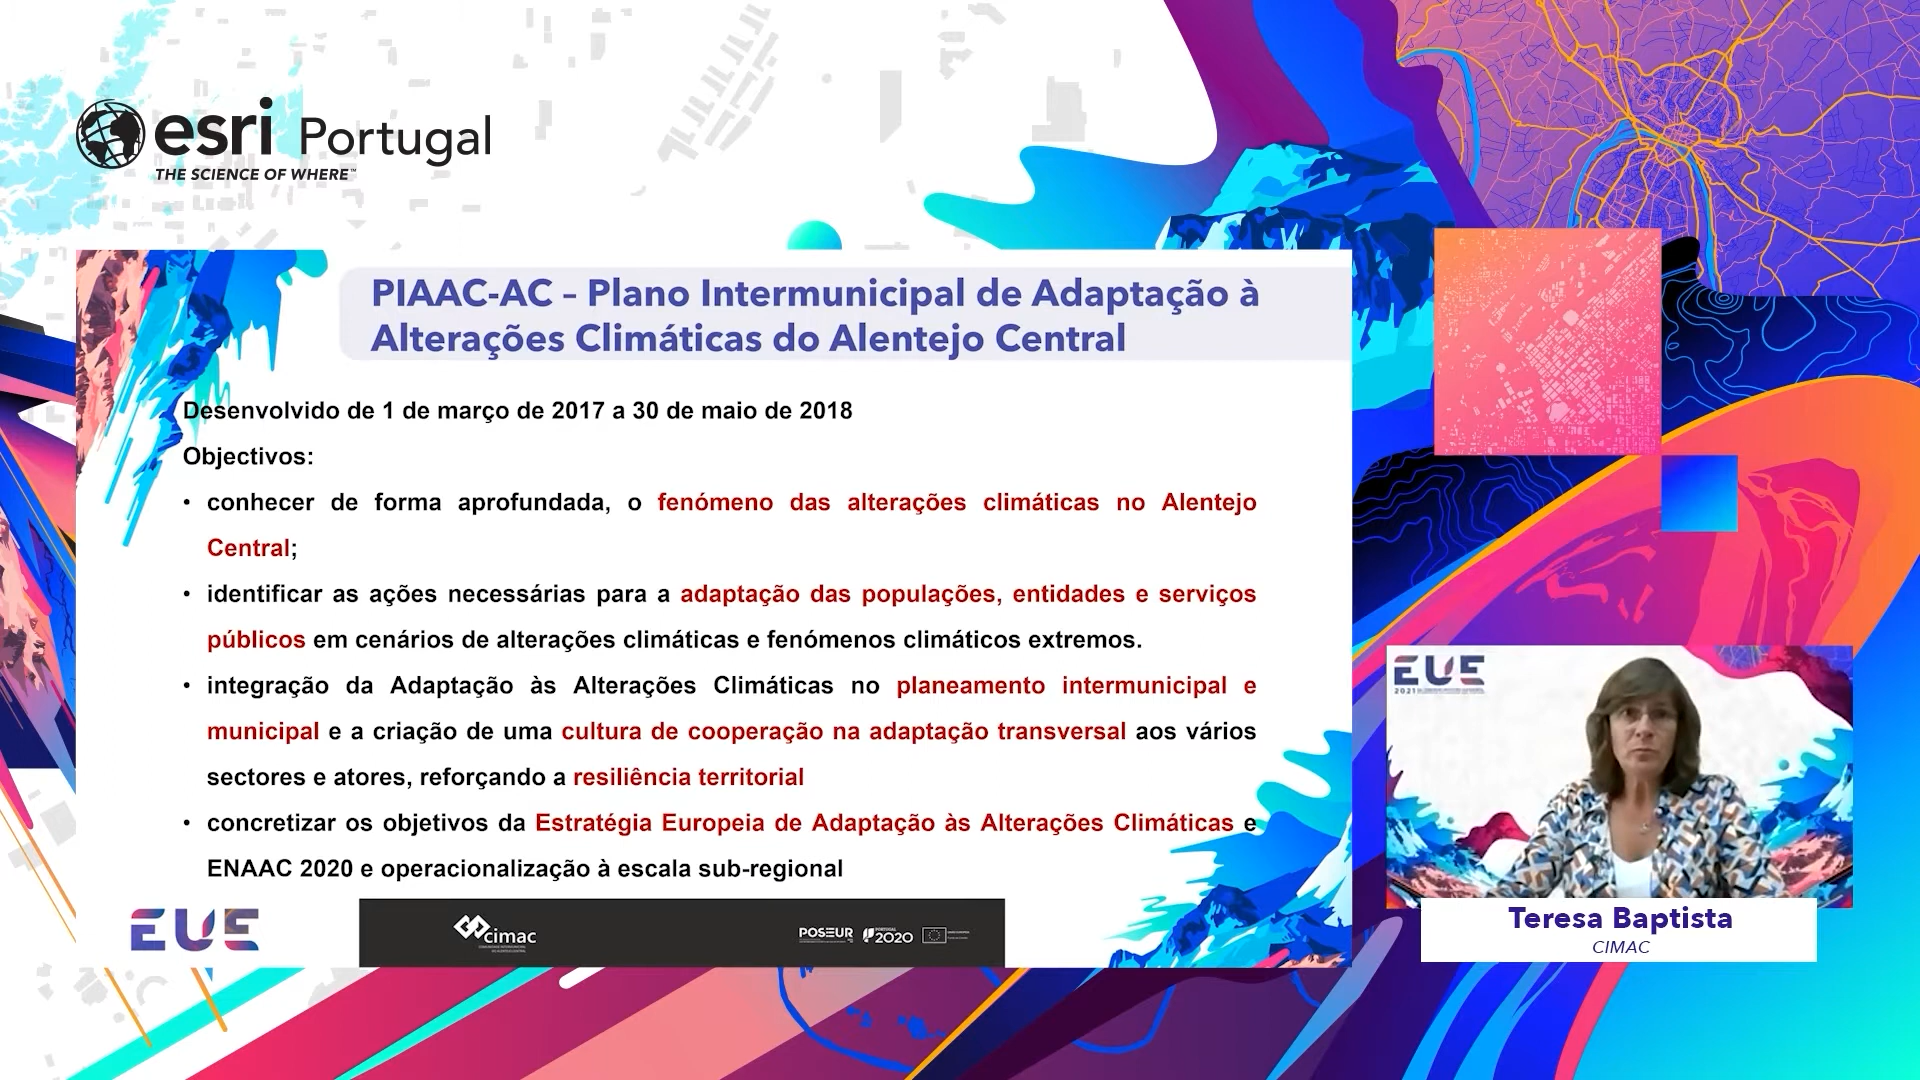 esri Portugal
THE SCIENCE OF WHERE™
PIAAC-AC – Plano Intermunicipal de Adaptação à
Alterações Climáticas do Alentejo Central
Desenvolvido de 1 de março de 2017 a 30 de maio de 2018
Objectivos:
• conhecer de forma aprofundada, o fenómeno das alterações climáticas no Alentejo
Central;
• identificar as ações necessárias para a adaptação das populações, entidades e serviços
públicos em cenários de alterações climáticas e fenómenos climáticos extremos.
• integração da Adaptação às Alterações Climáticas no planeamento intermunicipal e
municipal e a criação de uma cultura de cooperação na adaptação transversal aos vários
sectores e atores, reforçando a resiliência territorial
• concretizar os objetivos da Estratégia Europeia de Adaptação às Alterações Climáticas e
ENAAC 2020 e operacionalização à escala sub-regional
EUE
cimac
POSEUR
PORTUGAL
2020
EUE
2021
Teresa Baptista
CIMAC